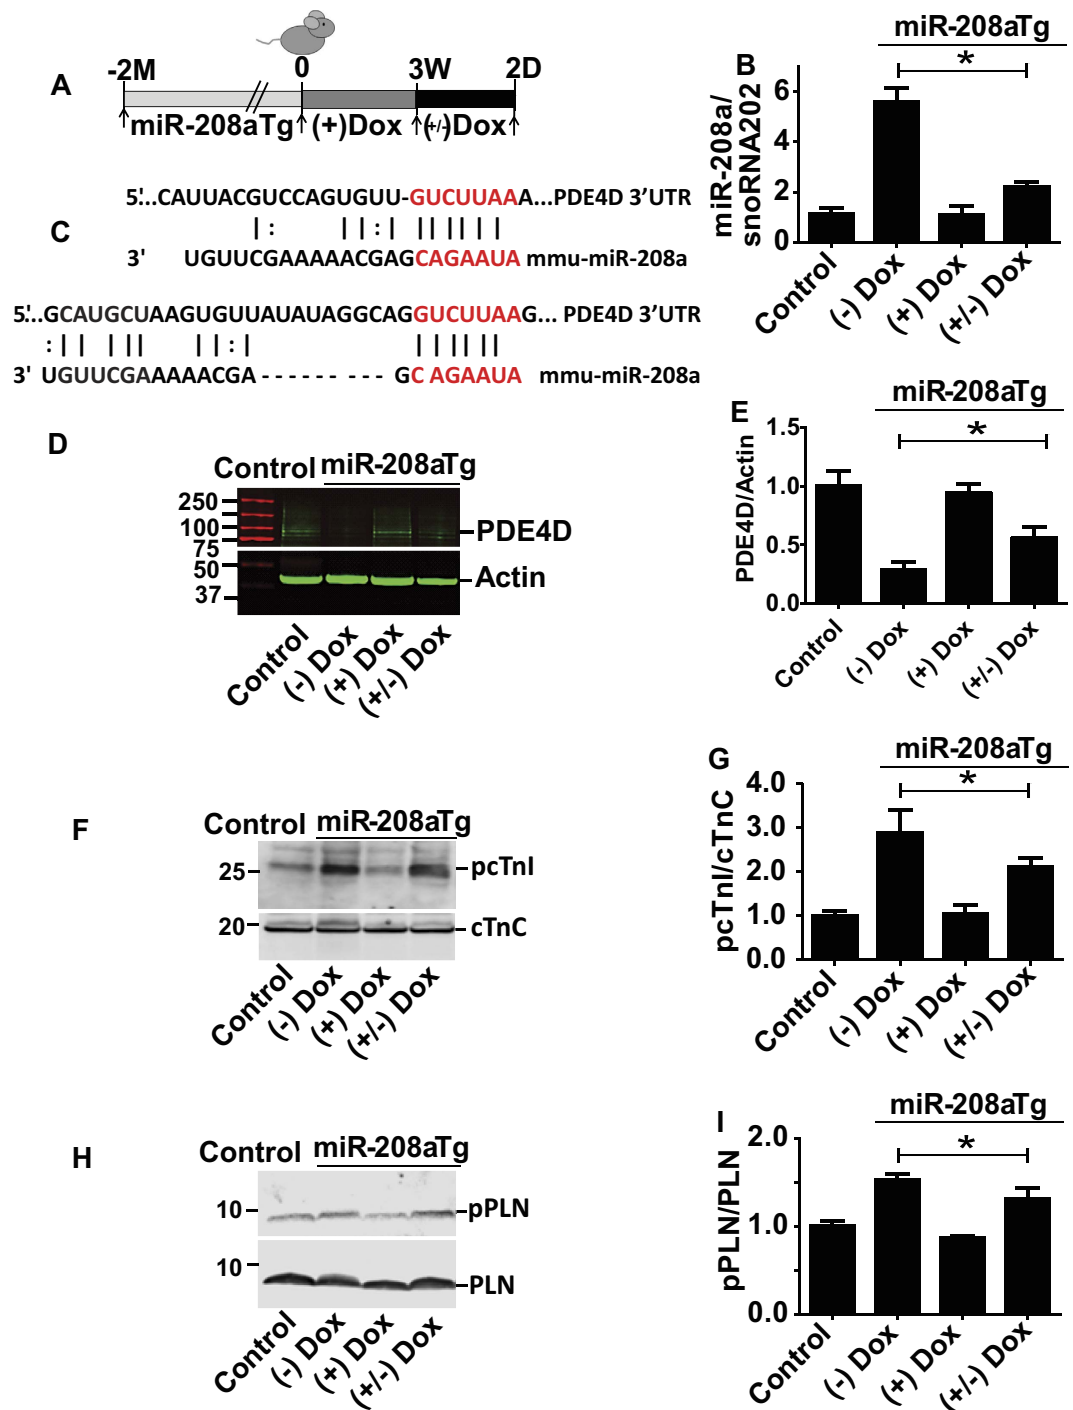 A
-2M 0 3W 2D
miR-208aTg (+)Dox (+/-)Dox
B
miR-208aTg
*
miR-208a/
snoRNA202
6
4
2
0
Control (-) Dox (+) Dox (+/-) Dox
C
5'...CAUUACGUCCAGUGUU-GUCUUAAA...PDE4D 3'UTR
3' UGUUCGAAAAACGAGCAGAAUA mmu-miR-208a
5'...GCAUGCUAAGUGUUAUAUAGGCAGGUCUUAAG... PDE4D 3'UTR
3' UGUUCGAAAAACGA- - - - - - - - - GCAGAAUA mmu-miR-208a
D
Control miR-208aTg
250
100
75
50
37
PDE4D
Actin
Control (-) Dox (+) Dox (+/-) Dox
E
miR-208aTg
*
PDE4D/Actin
1.5
1.0
0.5
0.0
Control (-) Dox (+) Dox (+/-) Dox
F
Control miR-208aTg
25
20
pcTnI
cTnC
Control (-) Dox (+) Dox (+/-) Dox
G
miR-208aTg
*
pcTnI/cTnC
4.0
3.0
2.0
1.0
0.0
Control (-) Dox (+) Dox (+/-) Dox
H
Control miR-208aTg
10
10
pPLN
PLN
Control (-) Dox (+) Dox (+/-) Dox
I
miR-208aTg
*
pPLN/PLN
2.0
1.0
0.0
Control (-) Dox (+) Dox (+/-) Dox